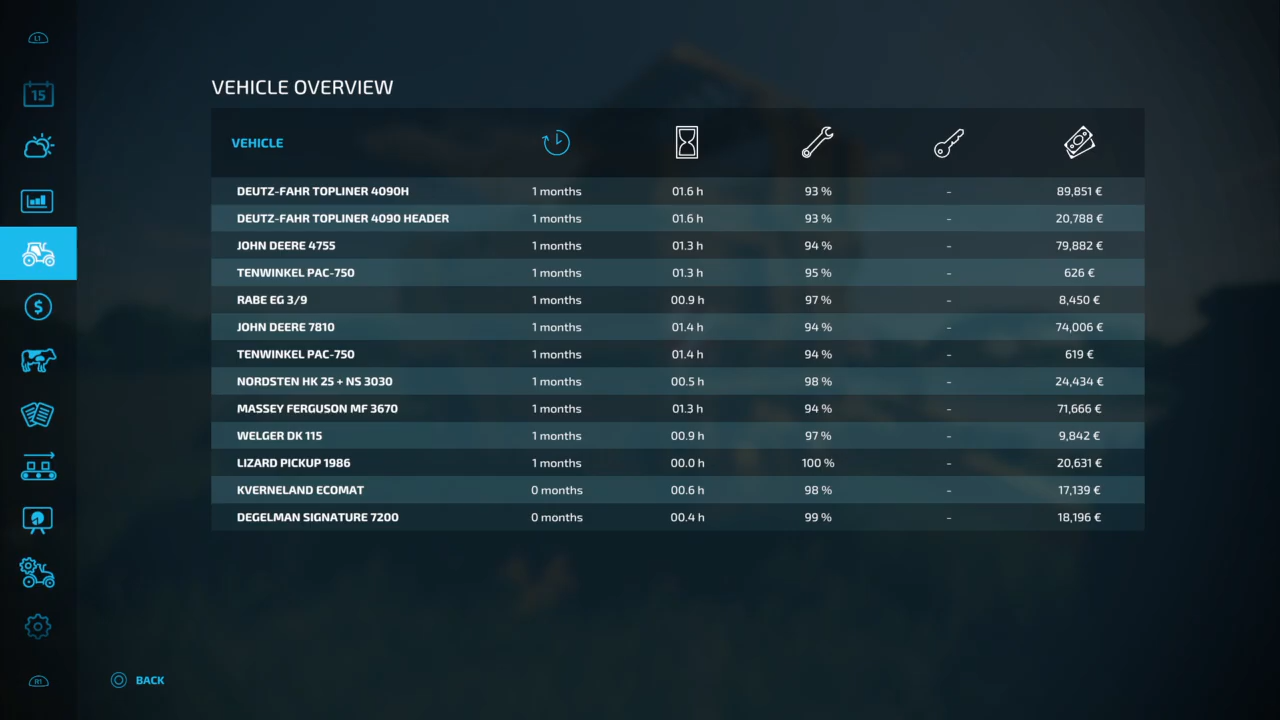 L1
15
VEHICLE OVERVIEW
VEHICLE
DEUTZ-FAHR TOPLINER 4090H 1 months 01.6 h 93 % - 89,851 €
DEUTZ-FAHR TOPLINER 4090 HEADER 1 months 01.6 h 93 % - 20,788 €
JOHN DEERE 4755 1 months 01.3 h 94 % - 79,882 €
TENWINKEL PAC-750 1 months 01.3 h 95 % - 626 €
RABE EG 3/9 1 months 00.9 h 97 % - 8,450 €
JOHN DEERE 7810 1 months 01.4 h 94 % - 74,006 €
TENWINKEL PAC-750 1 months 01.4 h 94 % - 619 €
NORDSTEN HK 25 + NS 3030 1 months 00.5 h 98 % - 24,434 €
MASSEY FERGUSON MF 3670 1 months 01.3 h 94 % - 71,666 €
WELGER DK 115 1 months 00.9 h 97 % - 9,842 €
LIZARD PICKUP 1986 1 months 00.0 h 100 % - 20,631 €
KVERNELAND ECOMAT 0 months 00.6 h 98 % - 17,139 €
DEGELMAN SIGNATURE 7200 0 months 00.4 h 99 % - 18,196 €
R1
BACK